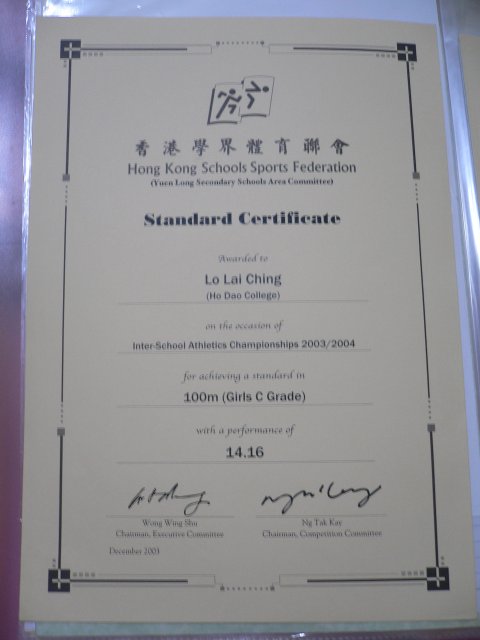 香港學界體育聯會
Hong Kong Schools Sports Federation
(Yuen Long Secondary Schools Area Committee)
Standard Certificate
Awarded to
Lo Lai Ching
(Ho Dao College)
on the occasion of
Inter-School Athletics Championships 2003/2004
for achieving a standard in
100m (Girls C Grade)
with a performance of
14.16
Wong Wing Shu
Chairman, Executive Committee
Ng Tak Kay
Chairman, Competition Committee
December 2003